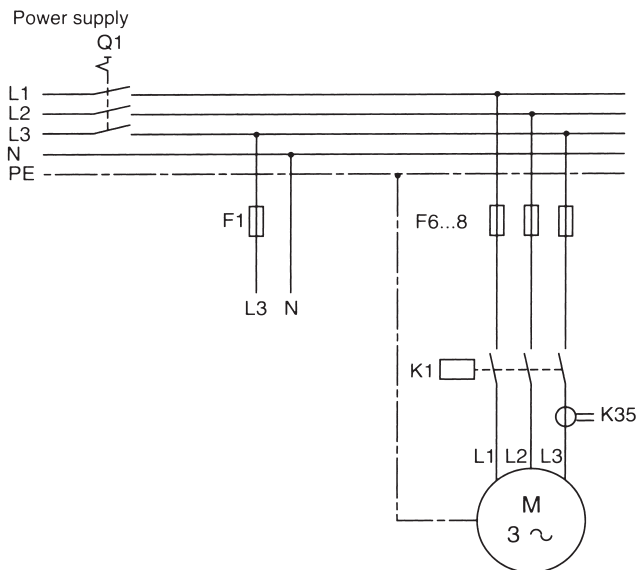 Power supply
Q1
L1
L2
L3
N
PE
F1
F6...8
L3 N
K1
K35
L1 L2 L3
M
3 ~